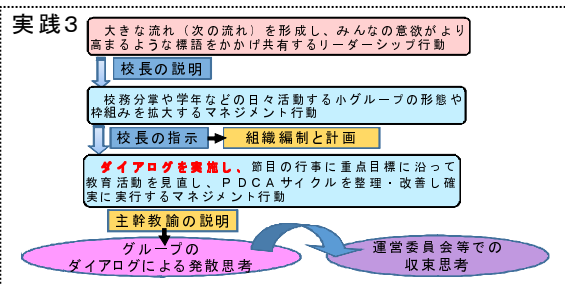 実践3
大きな流れ（次の流れ）を形成し、みんなの意欲がより
高まるような標語をかかげ共有するリーダーシップ行動
校長の説明
校務分掌や学年などの日々活動する小グループの形態や
枠組みを拡大するマネジメント行動
校長の指示
組織編制と計画
ダイアログを実施し、節目の行事に重点目標に沿って
教育活動を見直し、ＰＤＣＡサイクルを整理・改善し確
実に実行するマネジメント行動
主幹教諭の説明
グループの
ダイアログによる発散思考
運営委員会等での
収束思考